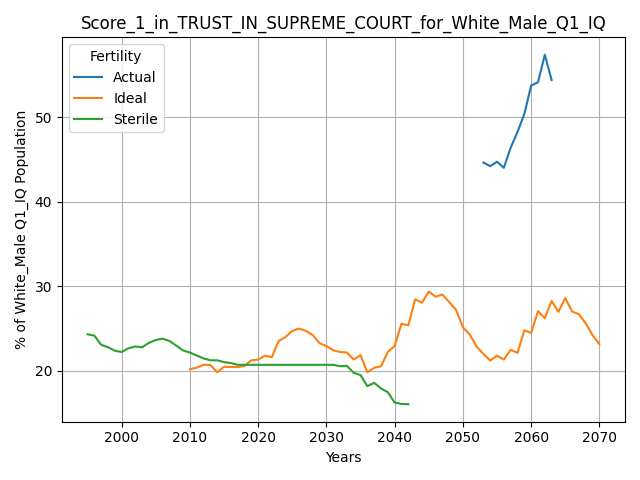 Score_1_in_TRUST_IN_SUPREME_COURT_for_White_Male_Q1_IQ
Fertility
Actual
Ideal
Sterile
% of White_Male Q1_IQ Population
50
40
30
20
2000 2010 2020 2030 2040 2050 2060 2070
Years